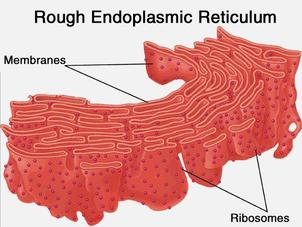 Rough Endoplasmic Reticulum
Membranes
Ribosomes